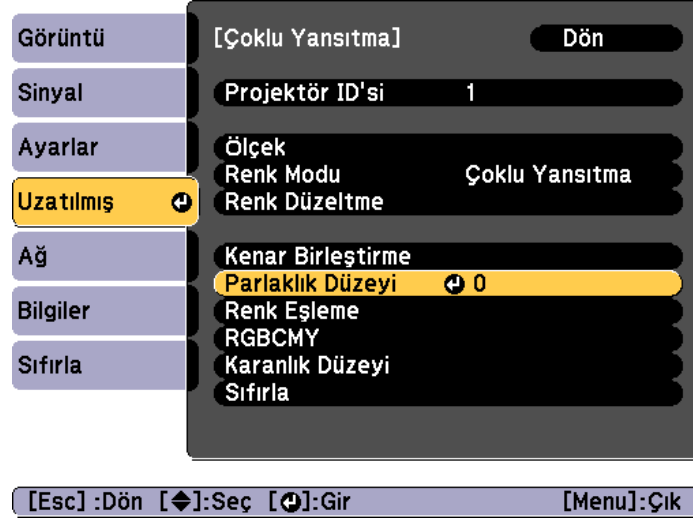 Görüntü
Sinyal
Ayarlar
Uzatılmış
Ağ
Bilgiler
Sıfırla
[Çoklu Yansıtma] Dön
Projektör ID'si 1
Ölçek
Renk Modu Çoklu Yansıtma
Renk Düzeltme
Kenar Birleştirme
Parlaklık Düzeyi 0
Renk Eşleme
RGBCMY
Karanlık Düzeyi
Sıfırla
[Esc] :Dön [◆]:Seç [⏎]:Gir [Menu]:Çık